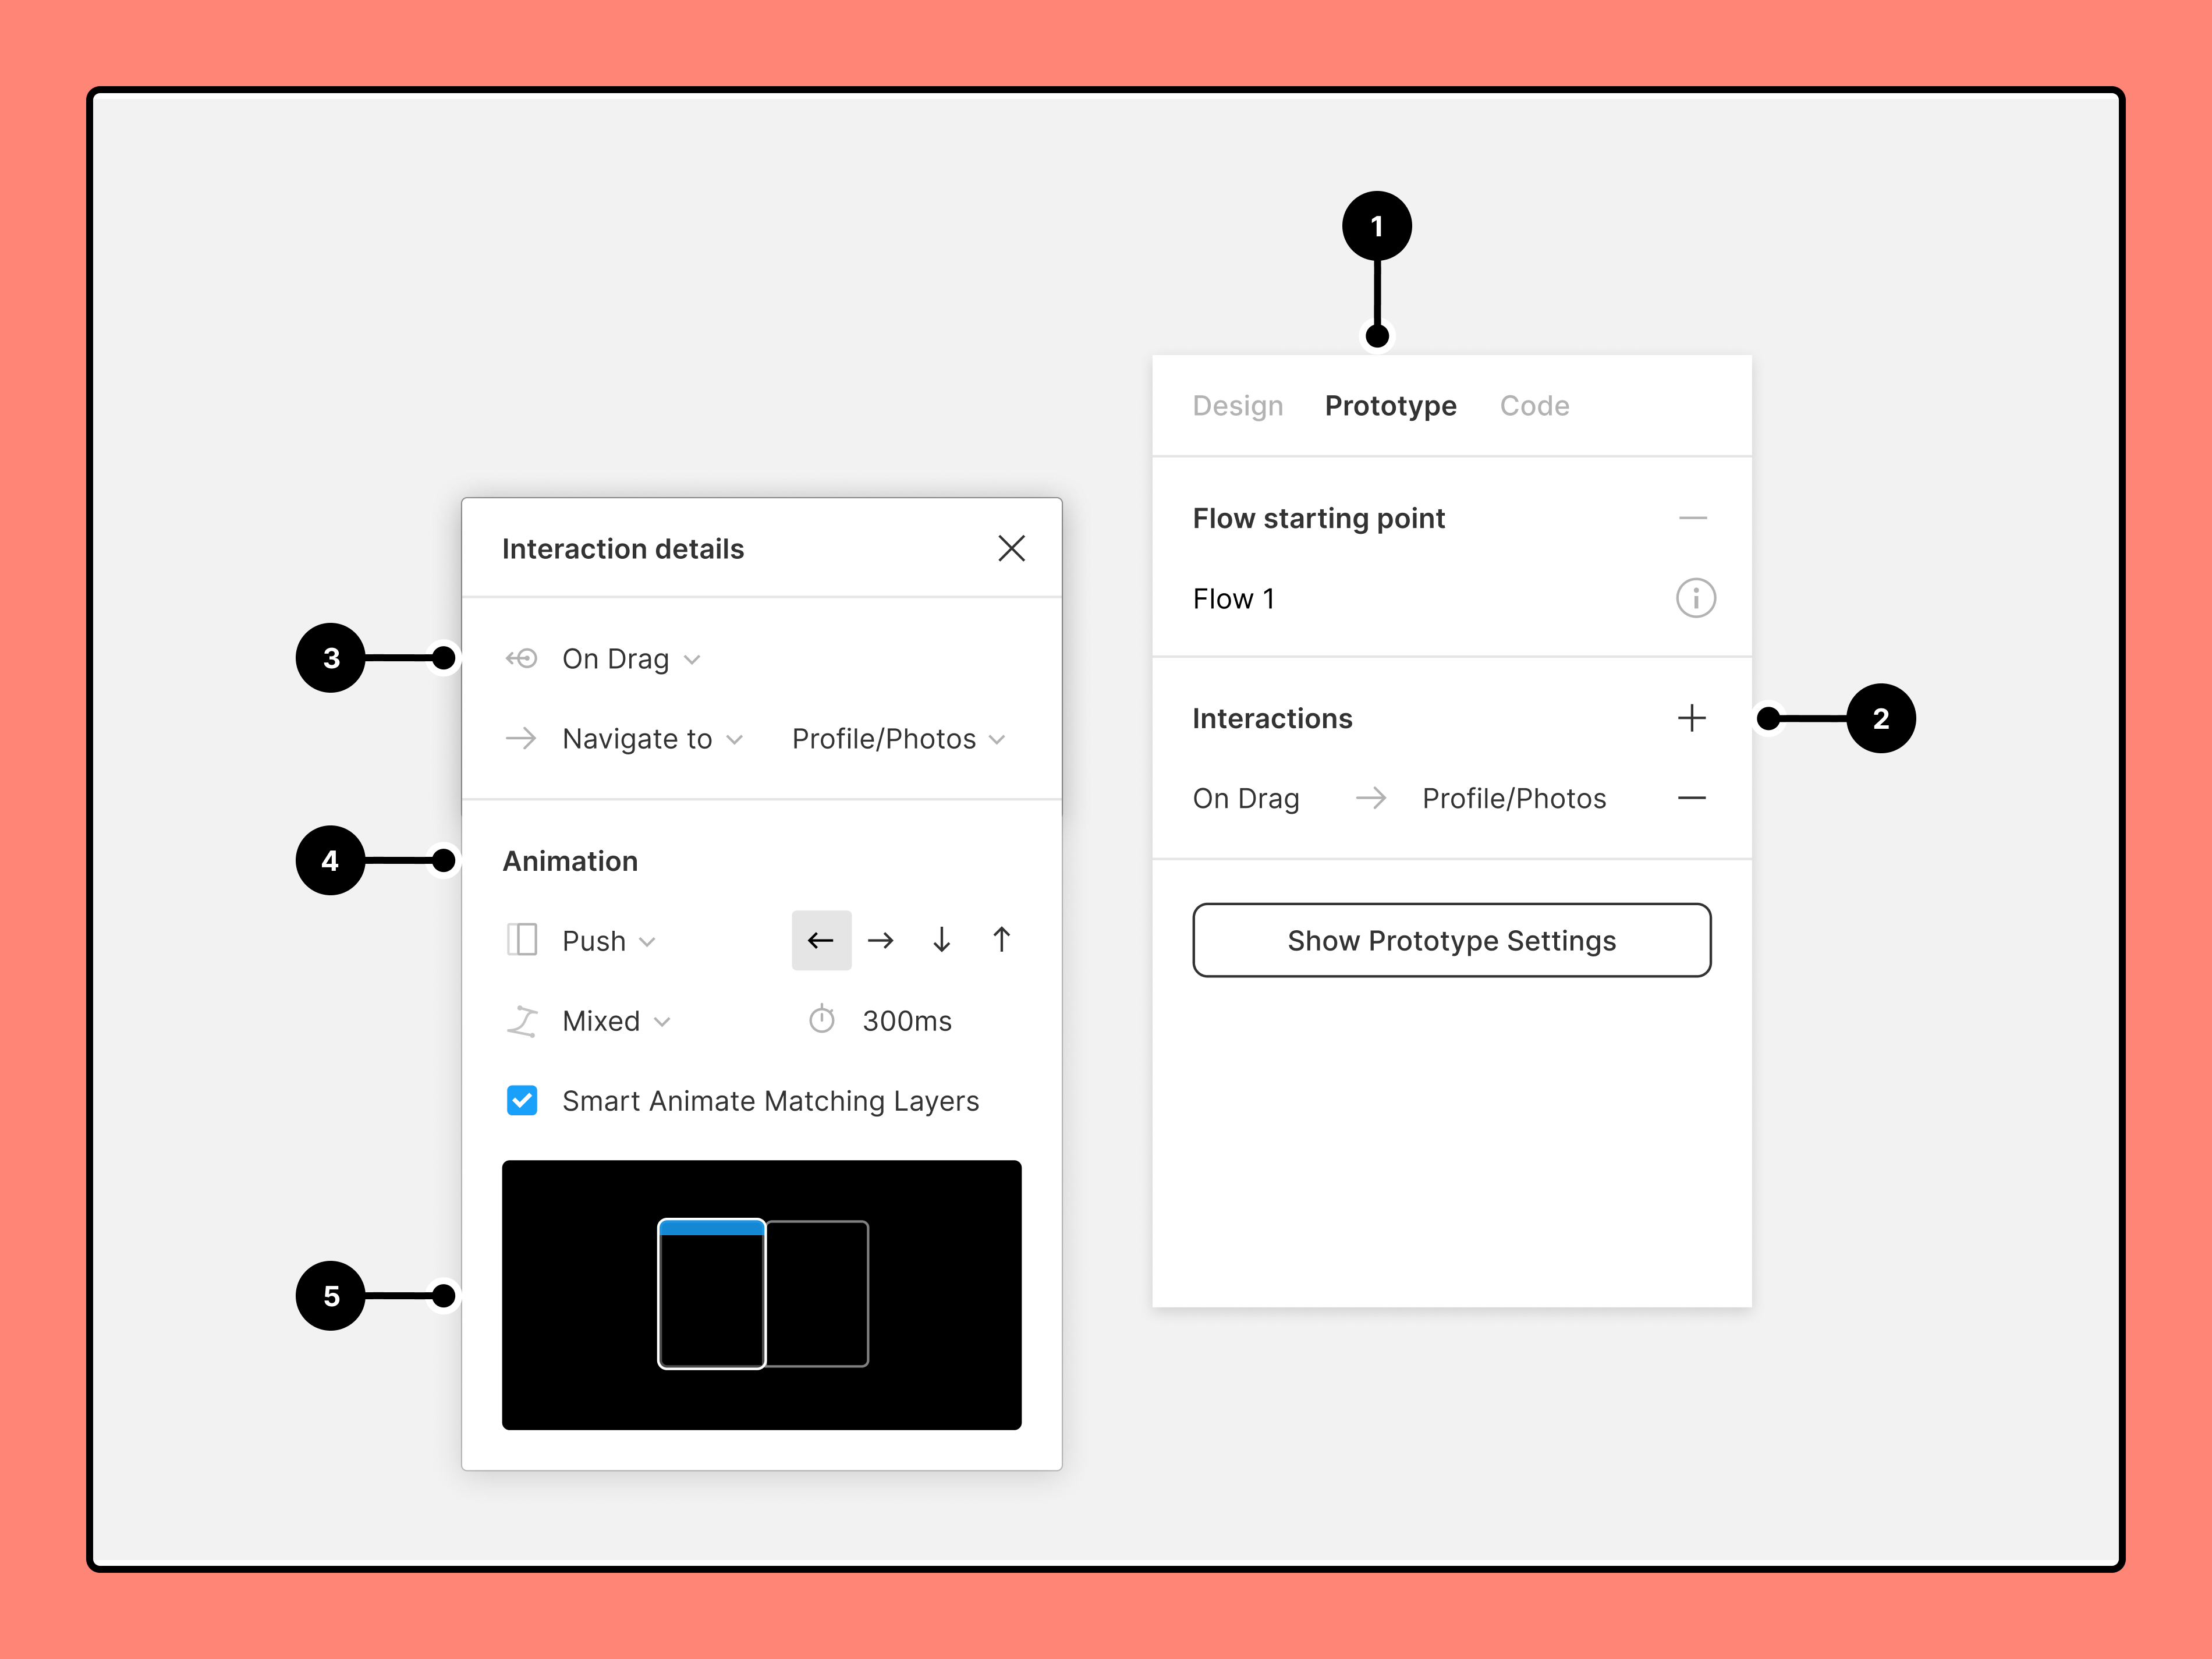 1
Design Prototype Code
Flow starting point
Flow 1
2
Interactions
On Drag Profile/Photos
Show Prototype Settings
Interaction details
3
On Drag
Navigate to Profile/Photos
4
Animation
Push
Mixed 300ms
Smart Animate Matching Layers
5